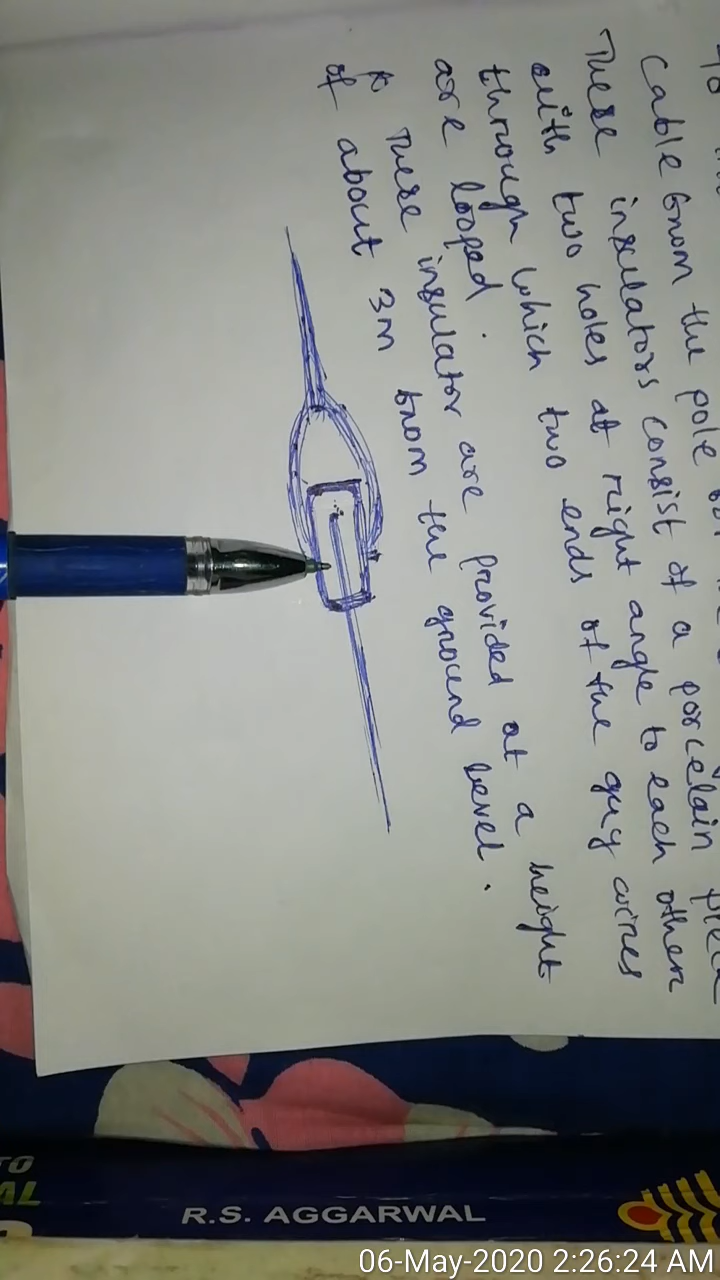 cable from the pole
These insulators consist of a porcelain piece
with two holes at right angle to each other
through which two ends of the guy wires
are looped.
* These insulator are provided at a height
of about 3m from the ground level.
R.S. AGGARWAL
06-May-2020 2:26:24 AM